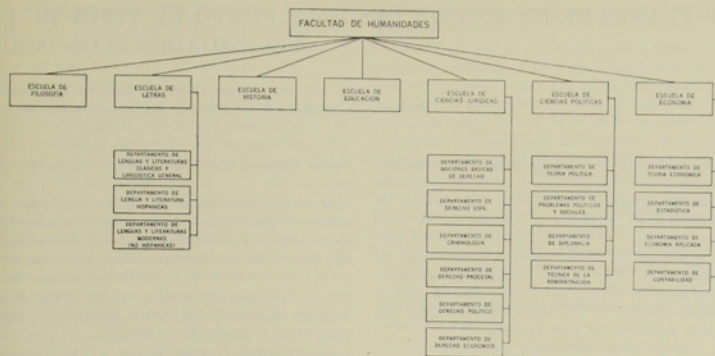 FACULTAD DE HUMANIDADES
ESCUELA DE
FILOSOFIA
ESCUELA DE
LETRAS
ESCUELA DE
HISTORIA
ESCUELA DE
EDUCACION
ESCUELA DE
CIENCIAS JURIDICAS
ESCUELA DE
CIENCIAS POLITICAS
ESCUELA DE
ECONOMIA
DEPARTAMENTO DE
LENGUAS Y LITERATURAS
CLASICAS Y
LINGUISTICA GENERAL
DEPARTAMENTO DE
LENGUA Y LITERATURA
HISPANICAS
DEPARTAMENTO DE
LENGUAS Y LITERATURAS
MODERNAS
(NO HISPANICAS)
DEPARTAMENTO DE
NOCIONES BASICAS
DE DERECHO
DEPARTAMENTO DE
DERECHO CIVIL
DEPARTAMENTO DE
CRIMINOLOGIA
DEPARTAMENTO DE
DERECHO PROCESAL
DEPARTAMENTO DE
DERECHO POLITICO
DEPARTAMENTO DE
DERECHO ECONOMICO
DEPARTAMENTO DE
TEORIA POLITICA
DEPARTAMENTO DE
PROBLEMAS POLITICOS
Y SOCIALES
DEPARTAMENTO
DE DIPLOMACIA
DEPARTAMENTO DE
TECNICA DE LA
ADMINISTRACION
DEPARTAMENTO DE
TEORIA ECONOMICA
DEPARTAMENTO DE
ESTADISTICA
DEPARTAMENTO DE
ECONOMIA APLICADA
DEPARTAMENTO DE
CONTABILIDAD